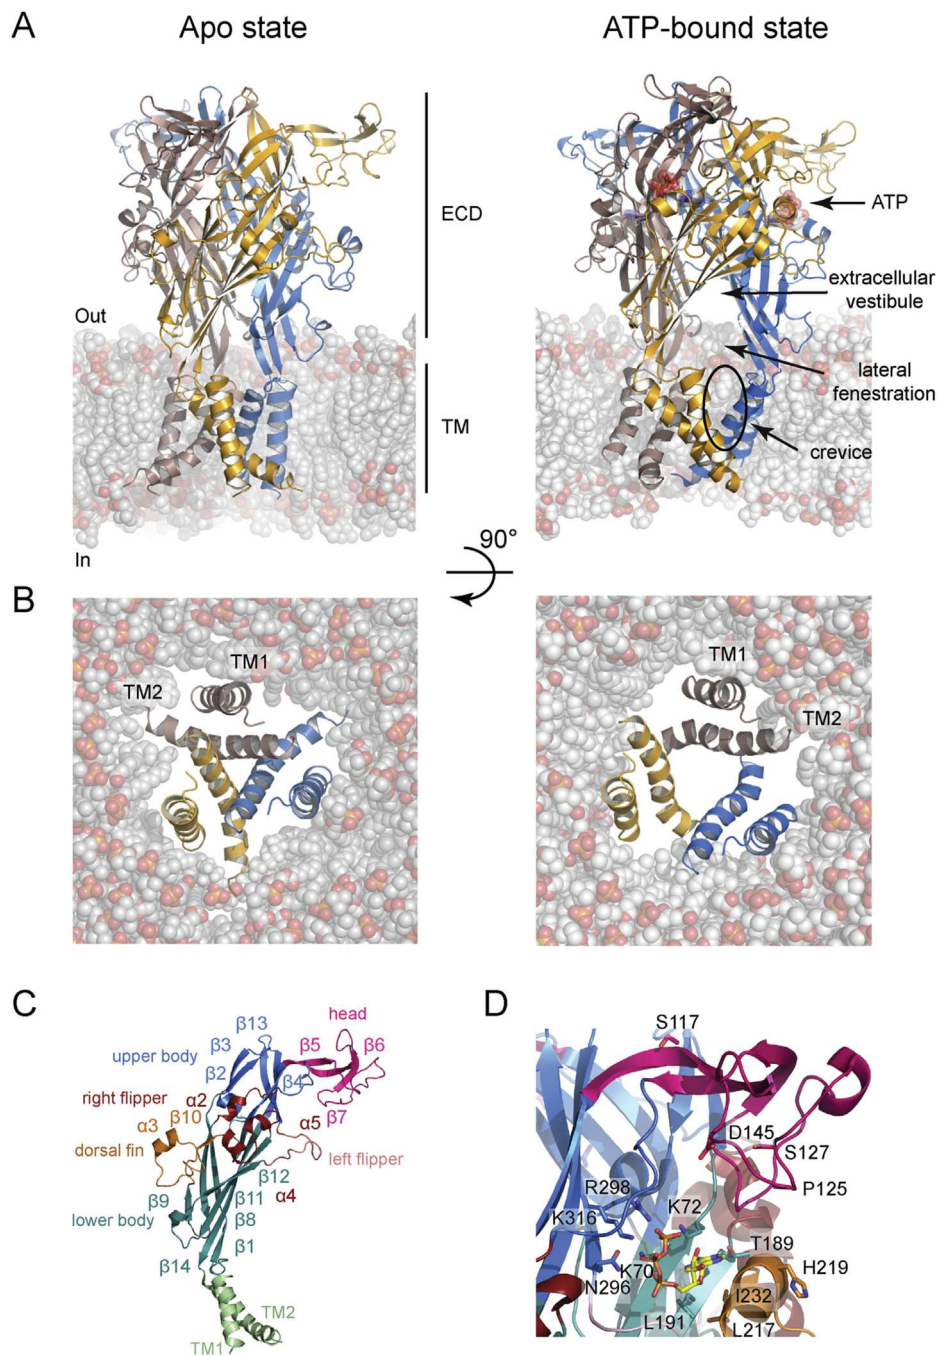 A
Apo state
ATP-bound state
ECD
ATP
extracellular
vestibule
Out
lateral
fenestration
TM
crevice
In
90°
B
TM1
TM2
TM1
TM2
C
head
β13
β3
β5
β6
upper body
β2
β4
right flipper
α2
β7
α3
β10
α5
dorsal fin
left flipper
β12
β9
β11
α4
lower body
β8
β1
β14
TM2
TM1
D
S117
D145
S127
R298
P125
K72
K316
T189
K70
H219
N296
I232
L191
L217